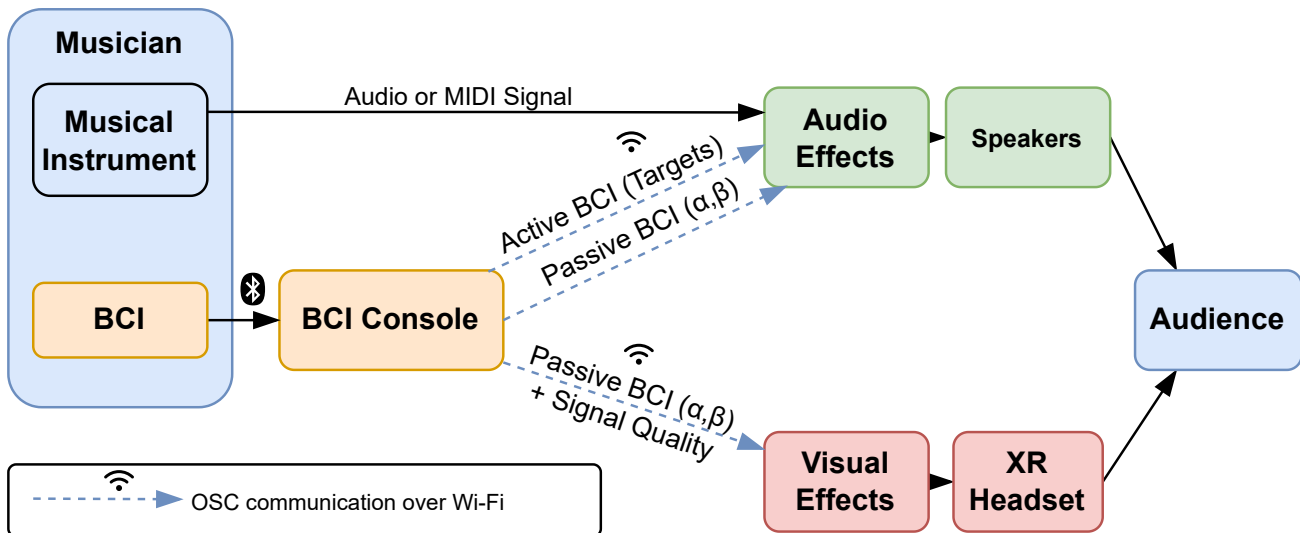 Musician
Musical
Instrument
Audio or MIDI Signal
Audio
Effects
Speakers
Active BCI (Targets)
Passive BCI (α,β)
BCI
BCI Console
Audience
Passive BCI (α,β)
+ Signal Quality
Visual
Effects
XR
Headset
OSC communication over Wi-Fi